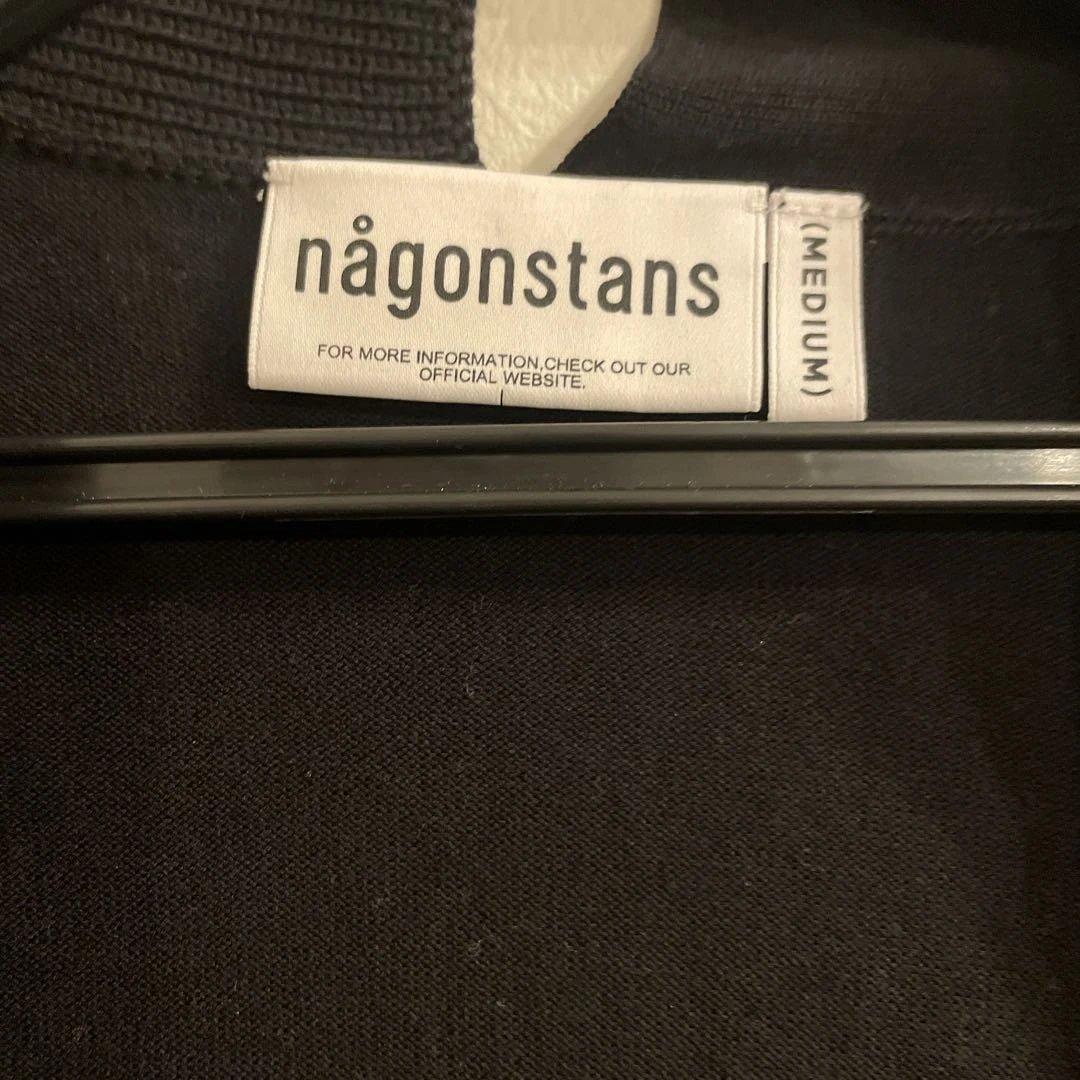 någonstans
FOR MORE INFORMATION,CHECK OUT OUR
OFFICIAL WEBSITE.
(MEDIUM)